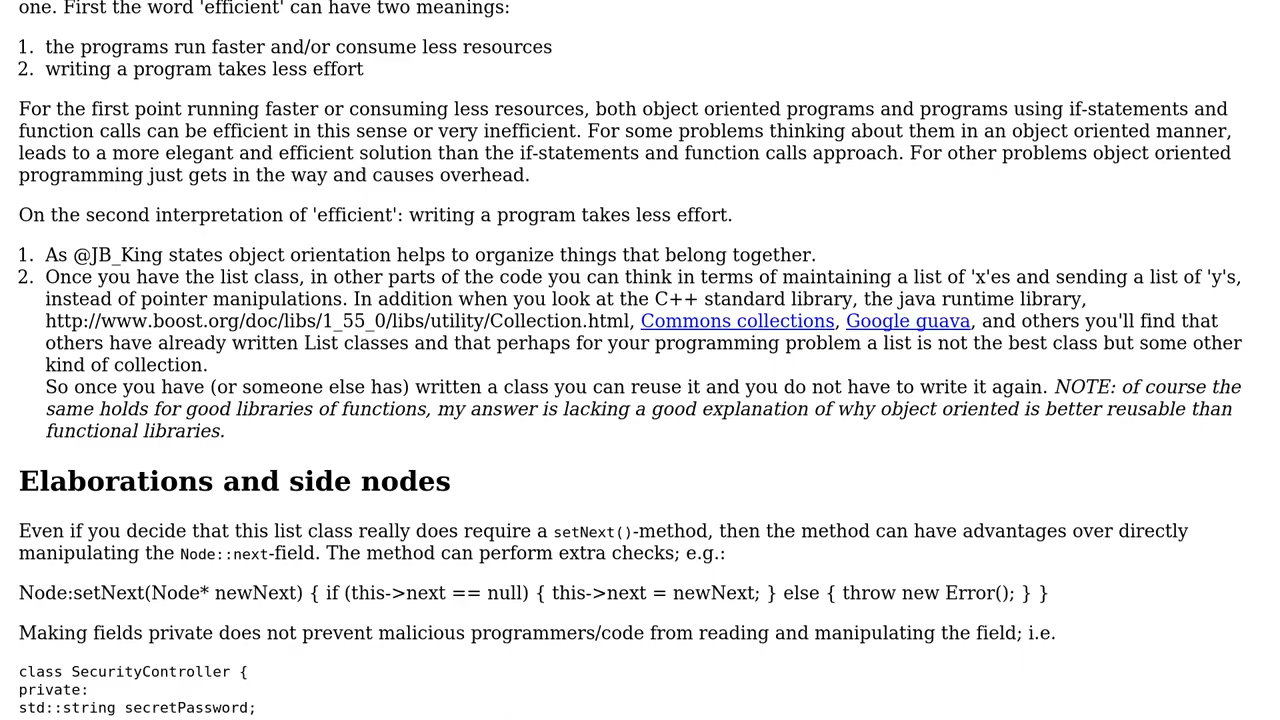 one. First the word 'efficient' can have two meanings:
1. the programs run faster and/or consume less resources
2. writing a program takes less effort
For the first point running faster or consuming less resources, both object oriented programs and programs using if-statements and
function calls can be efficient in this sense or very inefficient. For some problems thinking about them in an object oriented manner,
leads to a more elegant and efficient solution than the if-statements and function calls approach. For other problems object oriented
programming just gets in the way and causes overhead.
On the second interpretation of 'efficient': writing a program takes less effort.
1. As @JB_King states object orientation helps to organize things that belong together.
2. Once you have the list class, in other parts of the code you can think in terms of maintaining a list of 'x'es and sending a list of 'y's,
instead of pointer manipulations. In addition when you look at the C++ standard library, the java runtime library,
http://www.boost.org/doc/libs/1_55_0/libs/utility/Collection.html, Commons collections, Google guava, and others you'll find that
others have already written List classes and that perhaps for your programming problem a list is not the best class but some other
kind of collection.
So once you have (or someone else has) written a class you can reuse it and you do not have to write it again. NOTE: of course the
same holds for good libraries of functions, my answer is lacking a good explanation of why object oriented is better reusable than
functional libraries.
Elaborations and side nodes
Even if you decide that this list class really does require a setNext()-method, then the method can have advantages over directly
manipulating the Node::next-field. The method can perform extra checks; e.g.:
Node:setNext(Node* newNext) { if (this->next == null) { this->next = newNext; } else { throw new Error(); } }
Making fields private does not prevent malicious programmers/code from reading and manipulating the field; i.e.
class SecurityController {
private:
std::string secretPassword;